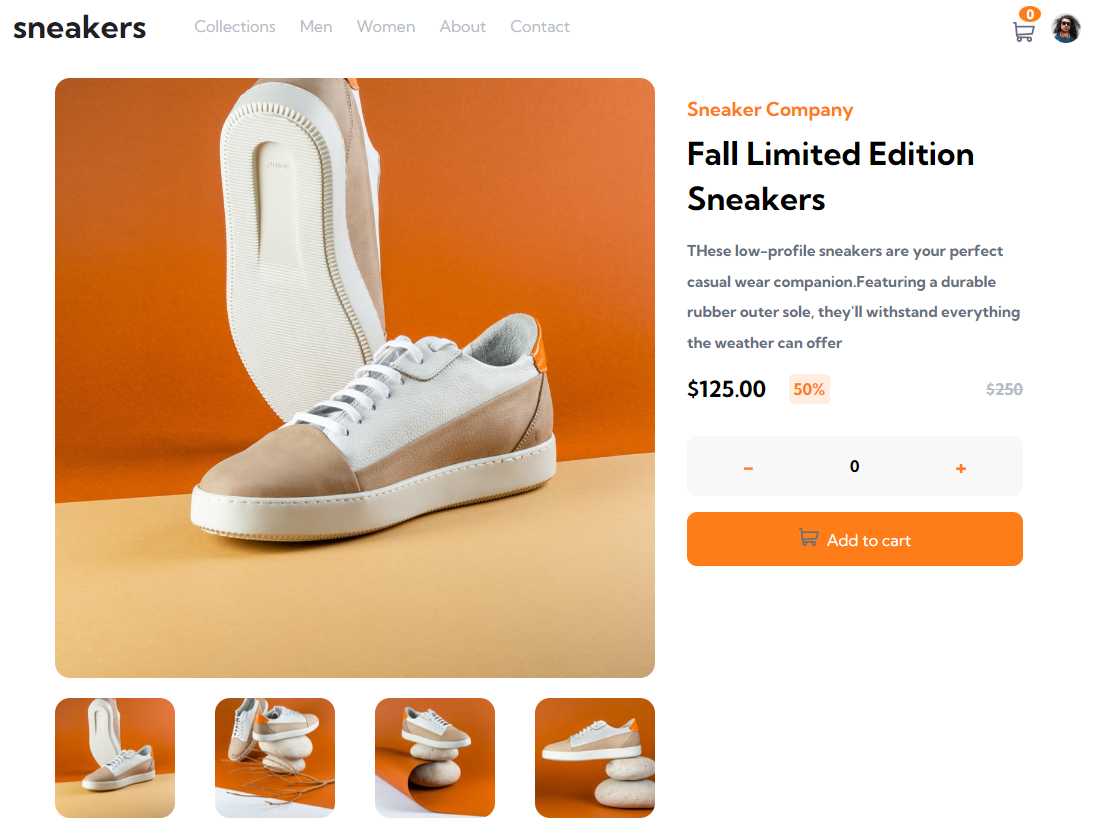 sneakers
Collections Men Women About Contact
0
Sneaker Company
Fall Limited Edition
Sneakers
THese low-profile sneakers are your perfect
casual wear companion.Featuring a durable
rubber outer sole, they'll withstand everything
the weather can offer
$125.00 50% $250
- 0 +
Add to cart